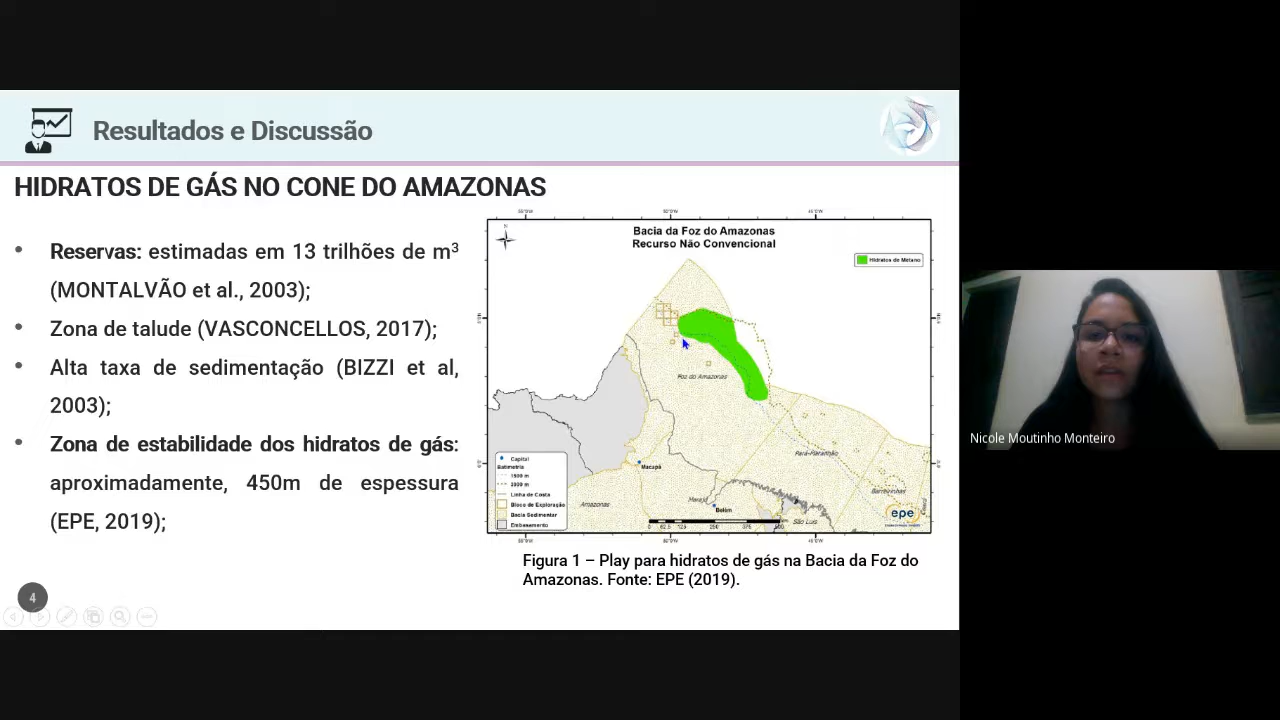 Resultados e Discussão
HIDRATOS DE GÁS NO CONE DO AMAZONAS
• Reservas: estimadas em 13 trilhões de m³
(MONTALVÃO et al., 2003);
• Zona de talude (VASCONCELLOS, 2017);
• Alta taxa de sedimentação (BIZZI et al,
2003);
• Zona de estabilidade dos hidratos de gás:
aproximadamente, 450m de espessura
(EPE, 2019);
Bacia da Foz do Amazonas
Recurso Não Convencional
Hidratos de Metano
Foz do Amazonas
Pará-Maranhão
Barreirinhas
Macapá
Marajó
Belém
São Luís
Amazonas
Capital
Batimetria
1500 m
2000 m
Linha de Costa
Bloco de Exploração
Bacia Sedimentar
Embasamento
epe
Figura 1 – Play para hidratos de gás na Bacia da Foz do
Amazonas. Fonte: EPE (2019).
4
Nicole Moutinho Monteiro